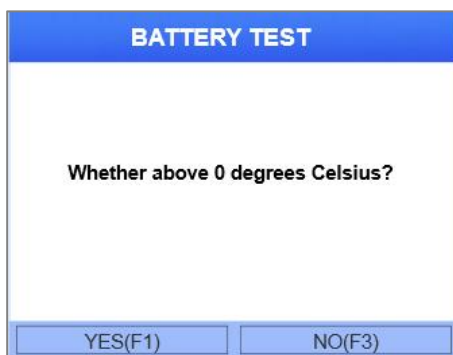 BATTERY TEST
Whether above 0 degrees Celsius?
YES(F1)
NO(F3)